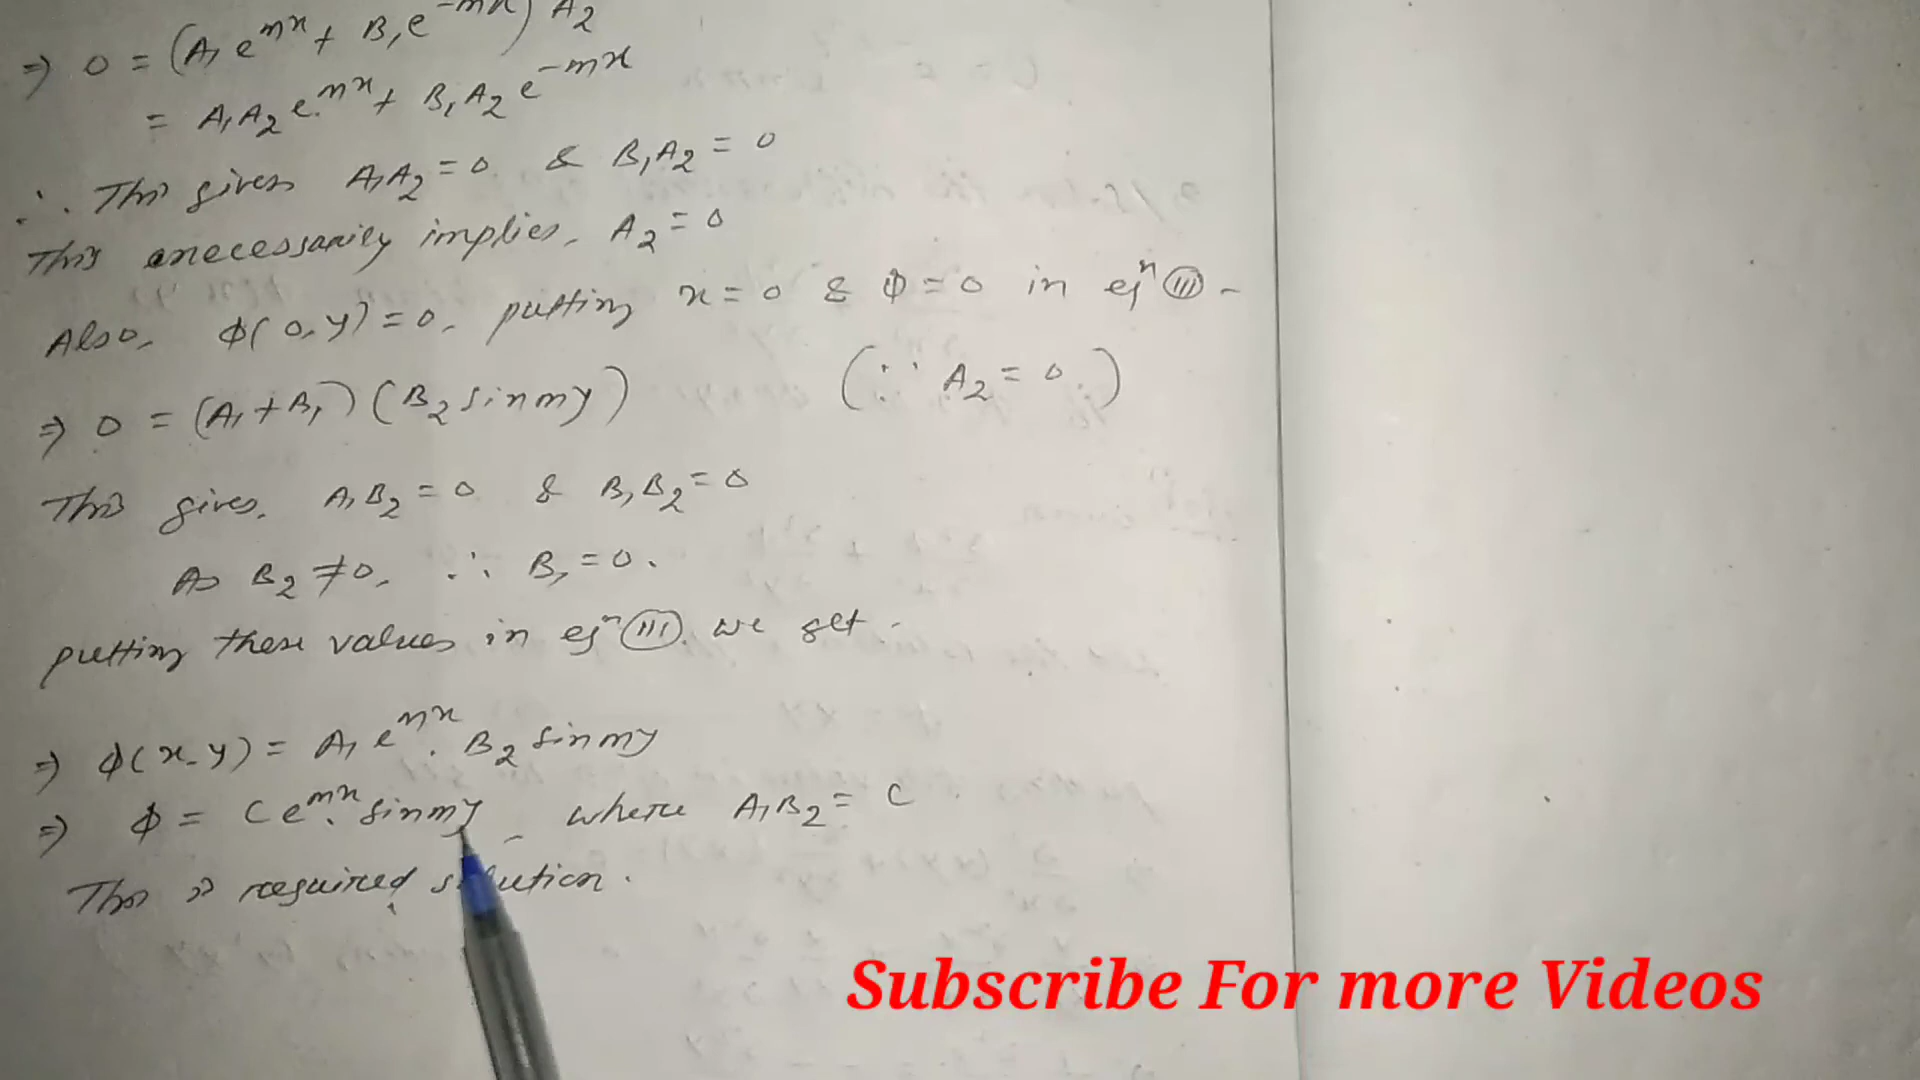 ⇒ 0 = (A₁e^mx + B₁e^-mx) A₂
= A₁A₂e^mx + B₁A₂e^-mx
∴ This gives A₁A₂ = 0 & B₁A₂ = 0
This necessarily implies, A₂ = 0
Also, φ(0,y) = 0, putting x = 0 & φ = 0 in eqⁿ (III) -
⇒ 0 = (A₁+B₁)(B₂ sin my) (∵ A₂ = 0)
This gives, A₁B₂ = 0 & B₁B₂ = 0
As B₂ ≠ 0, ∴ B₁ = 0.
putting these values in eqⁿ (III), we get -
⇒ φ(x,y) = A₁e^mx . B₂ sin my
⇒ φ = C e^mx . sin my, where A₁B₂ = C
This is required solution.
Subscribe For more Videos